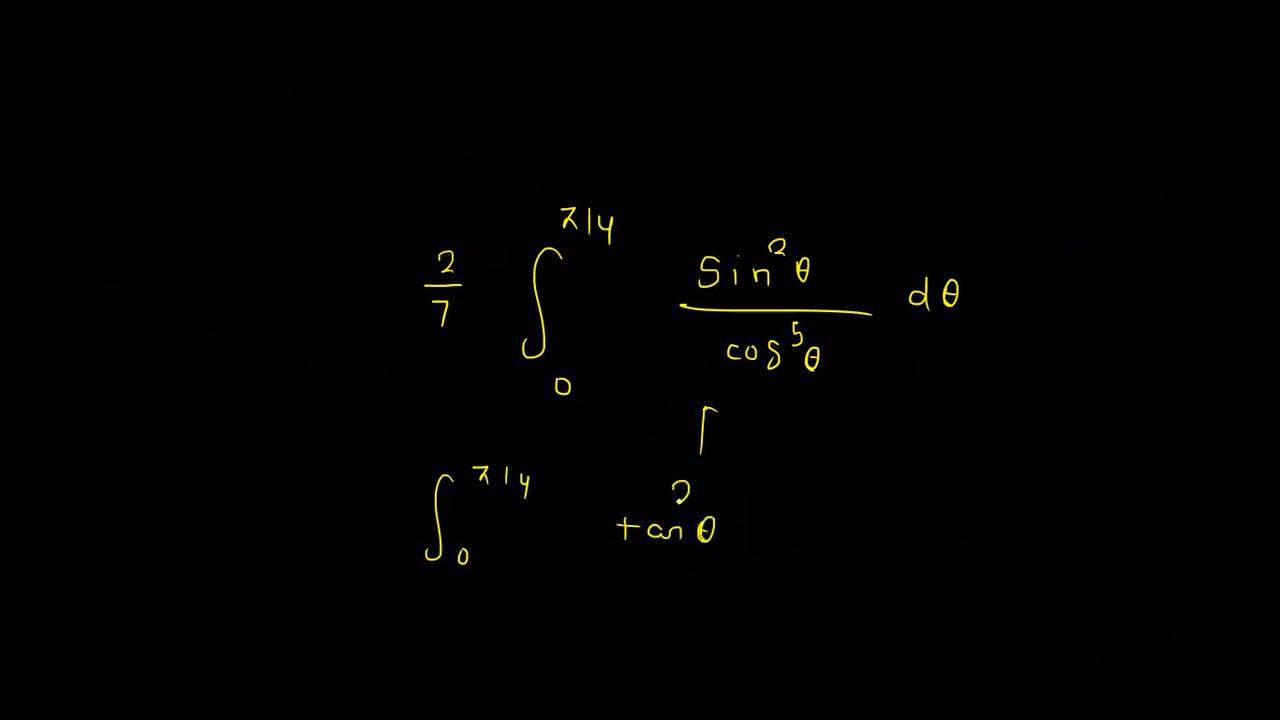 2/7 ∫₀^{π/4} sin²θ / cos⁵θ dθ
∫₀^{π/4} tan²θ